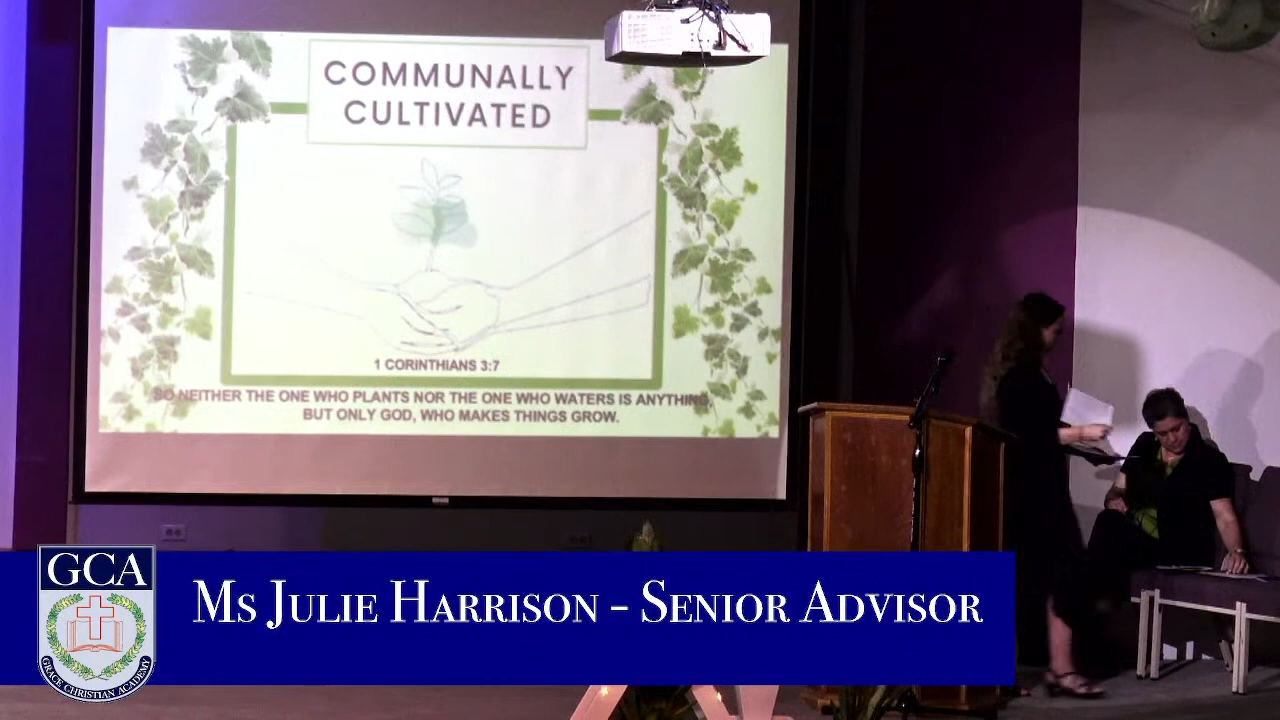 COMMUNALLY
CULTIVATED
1 CORINTHIANS 3:7
SO NEITHER THE ONE WHO PLANTS NOR THE ONE WHO WATERS IS ANYTHING,
BUT ONLY GOD, WHO MAKES THINGS GROW.
GCA
GRACE CHRISTIAN ACADEMY
Ms Julie Harrison – Senior Advisor